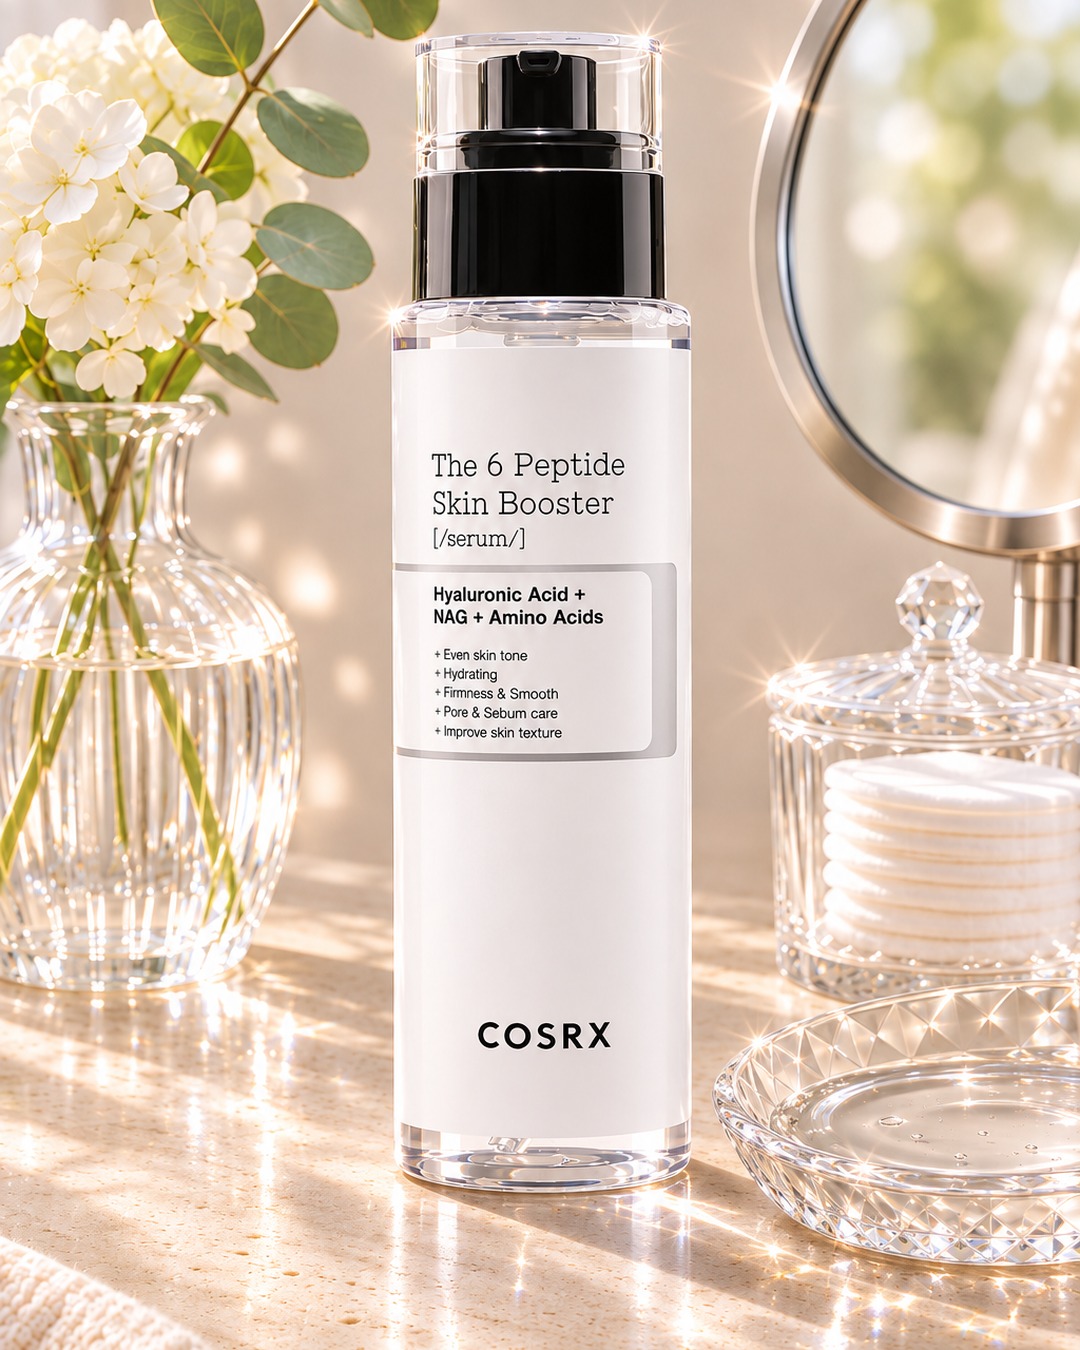 The 6 Peptide
Skin Booster
[/serum/]
Hyaluronic Acid +
NAG + Amino Acids
+ Even skin tone
+ Hydrating
+ Firmness & Smooth
+ Pore & Sebum care
+ Improve skin texture
COSRX